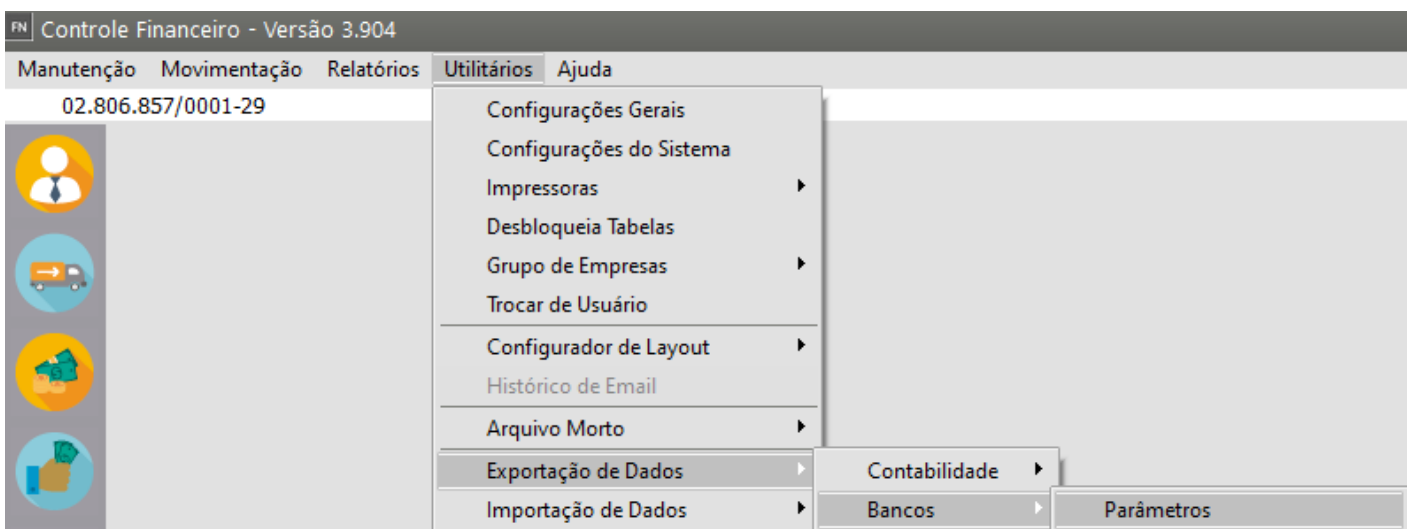 FN Controle Financeiro - Versão 3.904
Manutenção Movimentação Relatórios Utilitários Ajuda
02.806.857/0001-29
Configurações Gerais
Configurações do Sistema
Impressoras
Desbloqueia Tabelas
Grupo de Empresas
Trocar de Usuário
Configurador de Layout
Histórico de Email
Arquivo Morto
Exportação de Dados Contabilidade
Importação de Dados Bancos Parâmetros